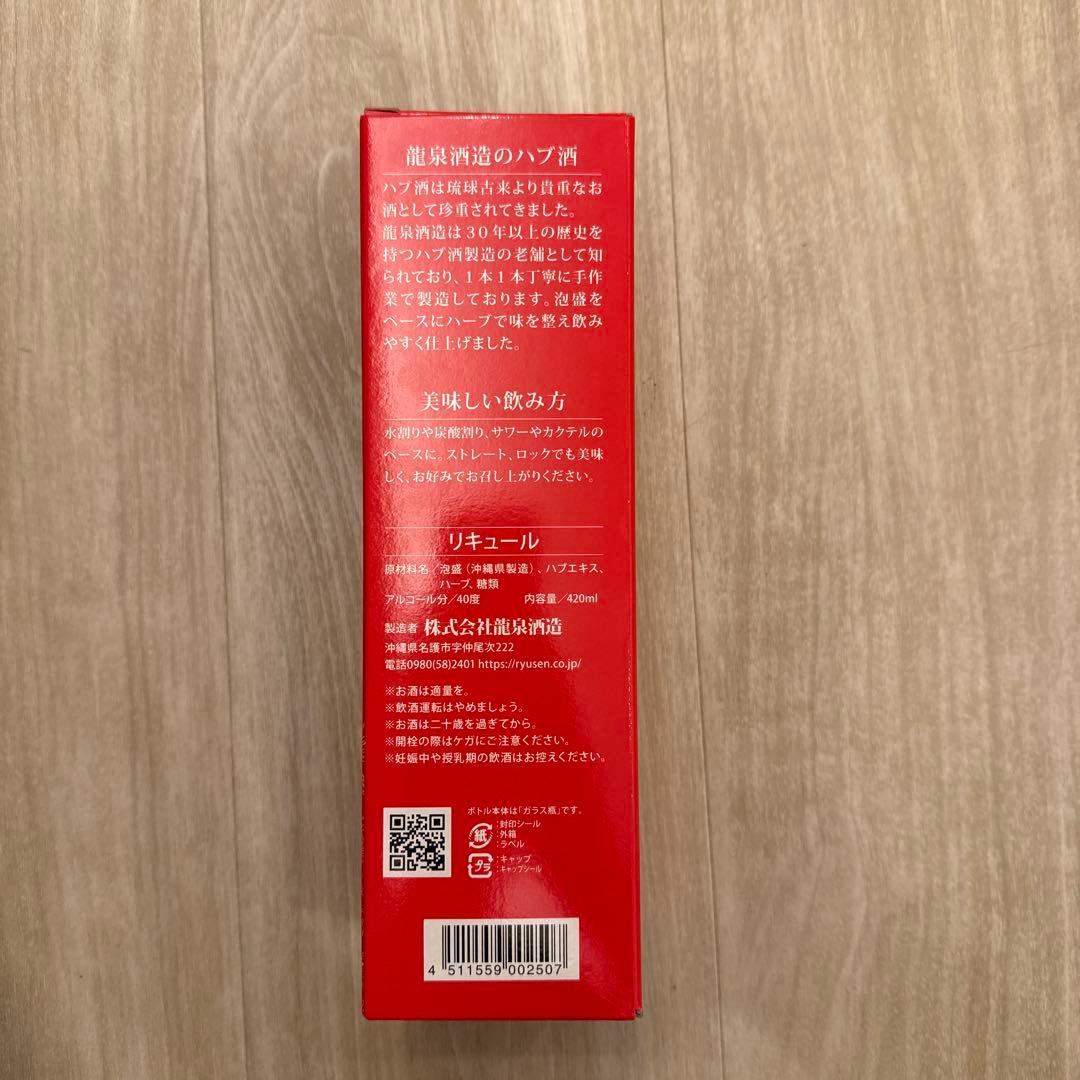 龍泉酒造のハブ酒
ハブ酒は琉球古来より貴重なお
酒として珍重されてきました。
龍泉酒造は30年以上の歴史を
持つハブ酒製造の老舗として知
られており、1本1本丁寧に手作
業で製造しております。泡盛を
ベースにハーブで味を整え飲み
やすく仕上げました。
美味しい飲み方
水割りや炭酸割り、サワーやカクテルの
ベースに。ストレート、ロックでも美味
しく、お好みでお召し上がりください。
リキュール
原材料名/泡盛(沖縄県製造)、ハブエキス、
ハーブ、糖類
アルコール分/40度 内容量/420ml
製造者 株式会社龍泉酒造
沖縄県名護市字仲尾次222
電話0980(58)2401 https://ryusen.co.jp/
※お酒は適量を。
※飲酒運転はやめましょう。
※お酒は二十歳を過ぎてから。
※開栓の際はケガにご注意ください。
※妊娠中や授乳期の飲酒はお控えください。
ボトル本体は「ガラス瓶」です。
紙 :封印シール
:外箱
:ラベル
プラ :キャップ
:キャップシール
4 511559 002507